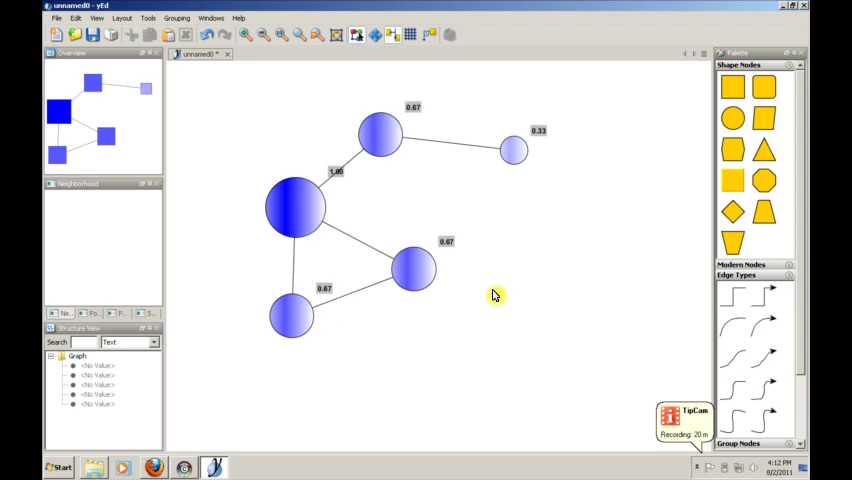 unnamed0 * - yEd
File Edit View Layout Tools Grouping Windows Help
Overview
unnamed0 *
Palette
Shape Nodes
0.67
0.33
1.00
Neighborhood
0.67
0.67
Modern Nodes
Edge Types
Ne... Fo... P... S...
Structure View
Search Text
Graph
<No Value>
<No Value>
<No Value>
<No Value>
<No Value>
TipCam
Recording: 20 m
Group Nodes
Start
4:12 PM
8/2/2011